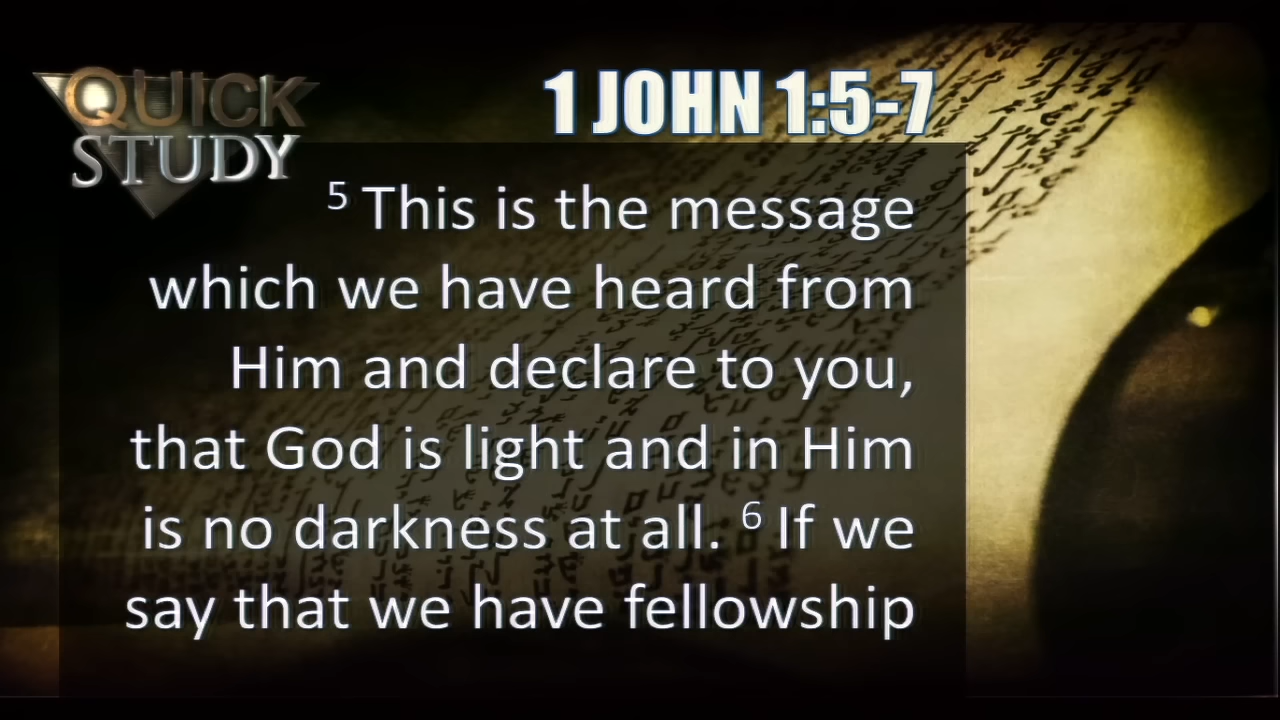 QUICK
STUDY
1 JOHN 1:5-7
5 This is the message
which we have heard from
Him and declare to you,
that God is light and in Him
is no darkness at all. 6 If we
say that we have fellowship